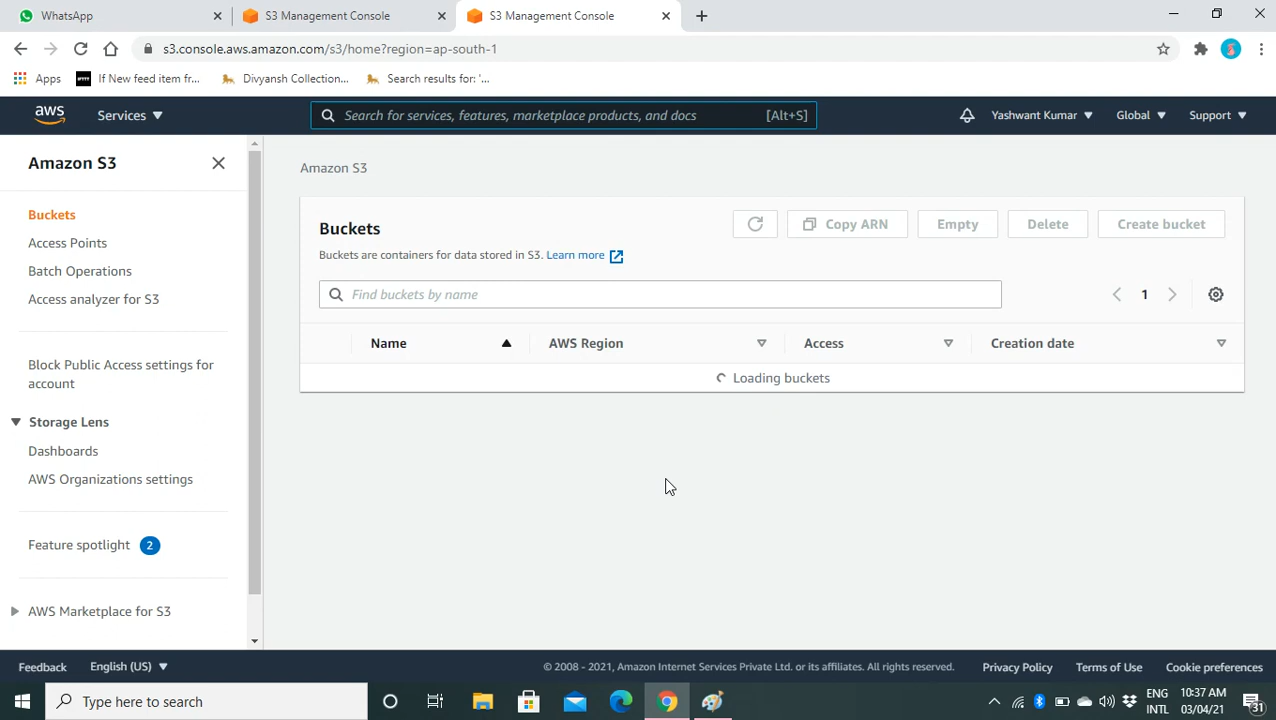 WhatsApp
S3 Management Console
S3 Management Console
s3.console.aws.amazon.com/s3/home?region=ap-south-1
Apps
If New feed item fr...
Divyansh Collection...
Search results for: '...
aws
Services
Search for services, features, marketplace products, and docs
[Alt+S]
Yashwant Kumar
Global
Support
Amazon S3
Buckets
Access Points
Batch Operations
Access analyzer for S3
Block Public Access settings for
account
Storage Lens
Dashboards
AWS Organizations settings
Feature spotlight 2
AWS Marketplace for S3
Amazon S3
Buckets
Copy ARN
Empty
Delete
Create bucket
Buckets are containers for data stored in S3. Learn more
Find buckets by name
1
Name
AWS Region
Access
Creation date
Loading buckets
Feedback
English (US)
© 2008 - 2021, Amazon Internet Services Private Ltd. or its affiliates. All rights reserved.
Privacy Policy
Terms of Use
Cookie preferences
Type here to search
ENG
INTL
10:37 AM
03/04/21
31